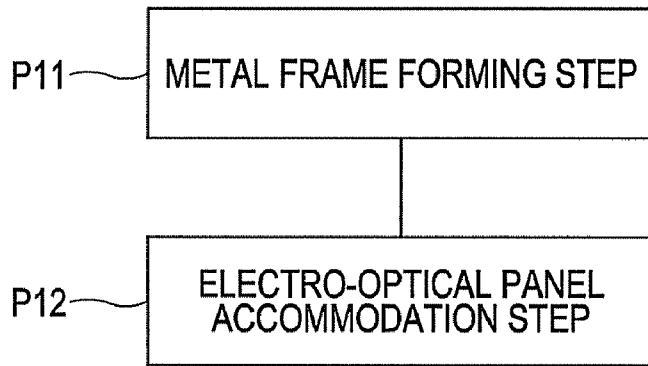 P11
METAL FRAME FORMING STEP
P12
ELECTRO-OPTICAL PANEL
ACCOMMODATION STEP